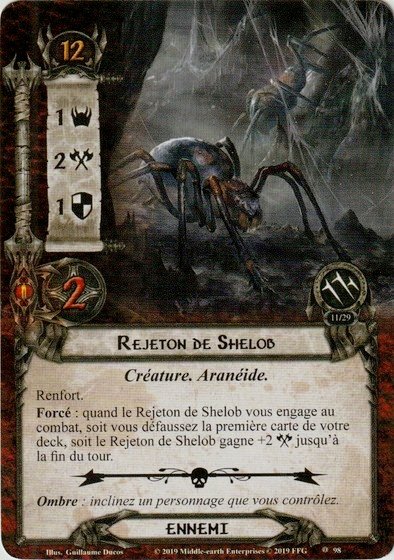 12
1
2
1
2
11/29
Rejeton de Shelob
Créature. Aranéide.
Renfort.
Forcé : quand le Rejeton de Shelob vous engage au
combat, soit vous défaussez la première carte de votre
deck, soit le Rejeton de Shelob gagne +2 jusqu'à
la fin du tour.
Ombre : inclinez un personnage que vous contrôlez.
ENNEMI
Illus. Guillaume Ducos © 2019 Middle-earth Enterprises © 2019 FFG 98